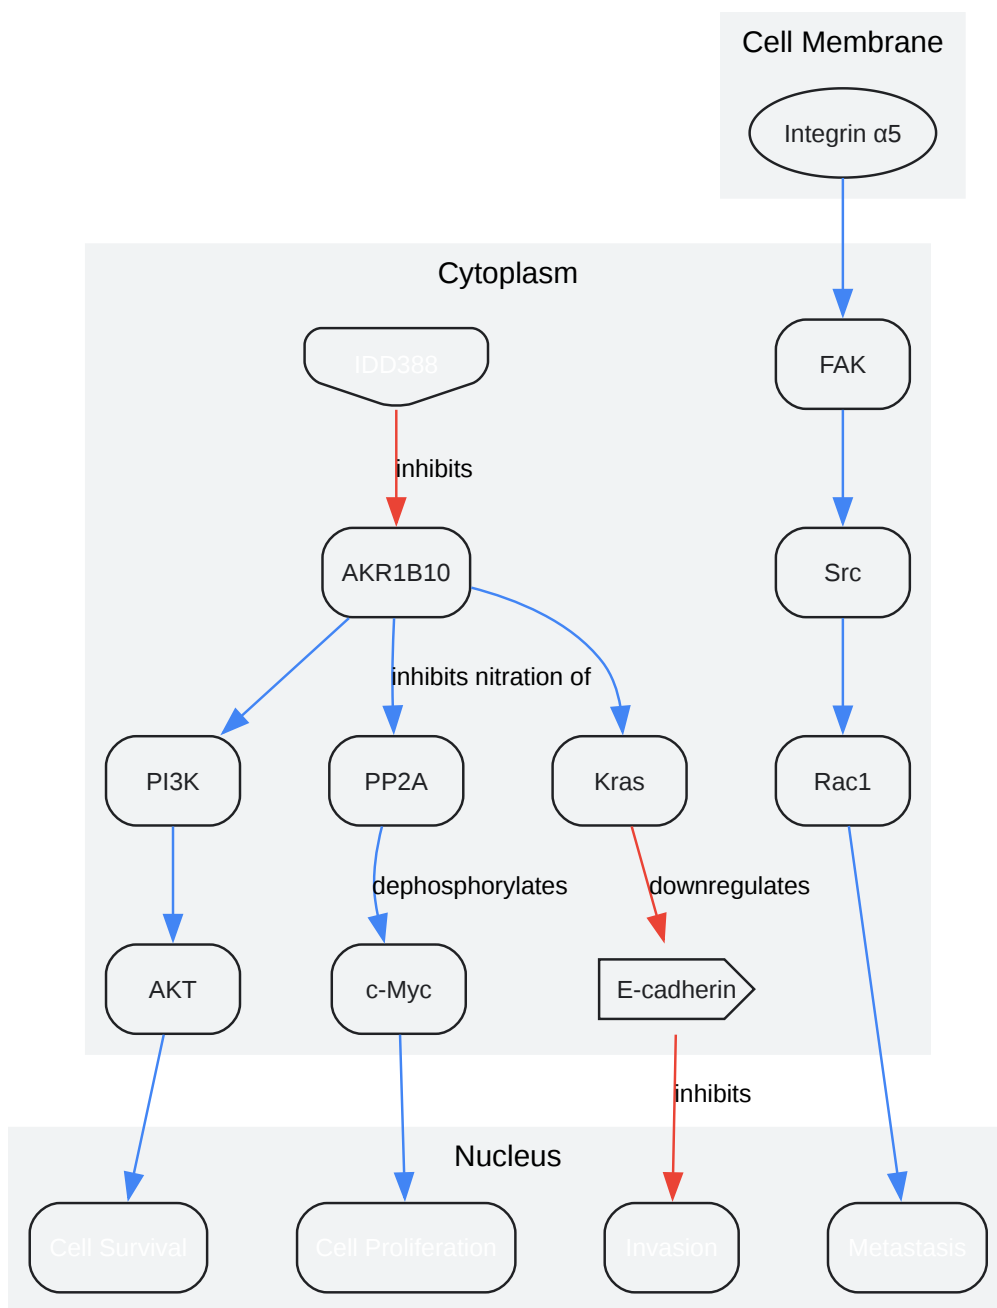 Cell Membrane
Integrin α5
Cytoplasm
IDD388
FAK
inhibits
AKR1B10
Src
inhibits nitration of
PI3K
PP2A
Kras
Rac1
dephosphorylates
downregulates
AKT
c-Myc
E-cadherin
inhibits
Nucleus
Cell Survival
Cell Proliferation
Invasion
Metastasis